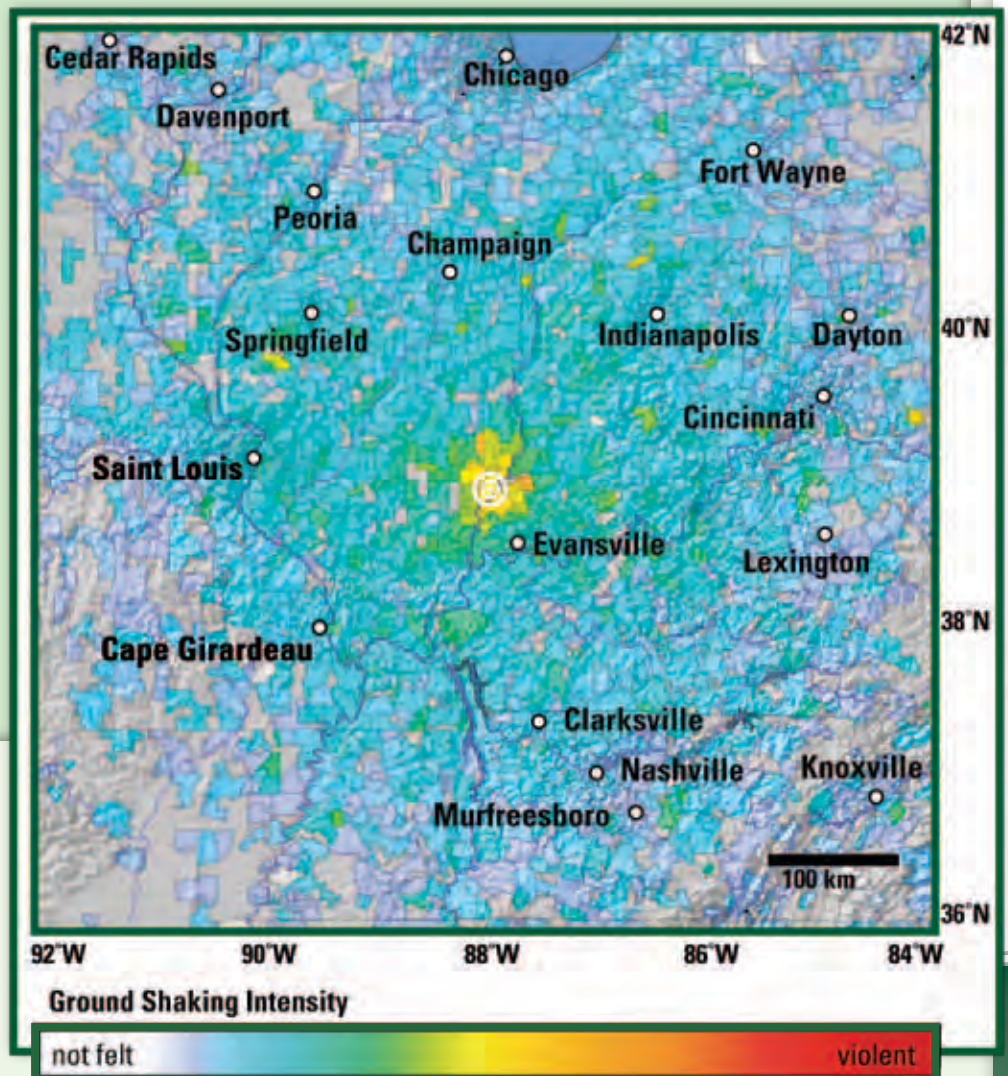 42°N
Cedar Rapids
Chicago
Davenport
Fort Wayne
Peoria
Champaign
40°N
Springfield
Indianapolis
Dayton
Cincinnati
Saint Louis
Evansville
Lexington
38°N
Cape Girardeau
Clarksville
Nashville
Knoxville
Murfreesboro
100 km
36°N
92°W
90°W
88°W
86°W
84°W
Ground Shaking Intensity
not felt
violent